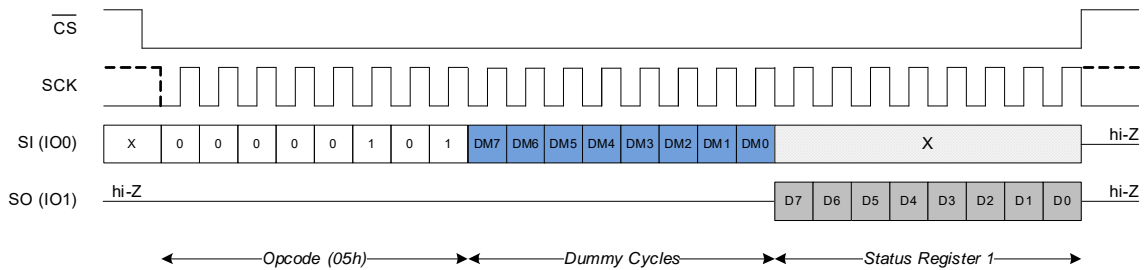 CS
SCK
SI (IO0) X 0 0 0 0 0 1 0 1 DM7 DM6 DM5 DM4 DM3 DM2 DM1 DM0 X hi-Z
SO (IO1) hi-Z D7 D6 D5 D4 D3 D2 D1 D0 hi-Z
Opcode (05h) Dummy Cycles Status Register 1